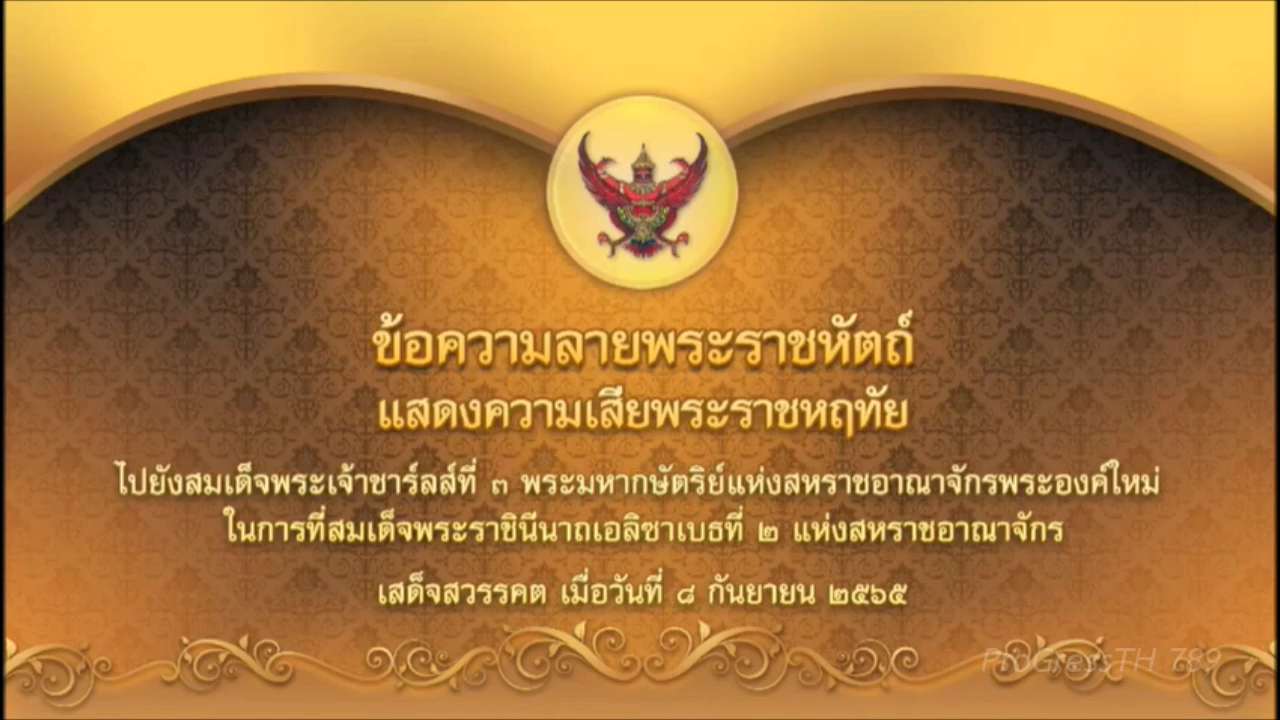 ข้อความลายพระราชหัตถ์
แสดงความเสียพระราชหฤทัย
ไปยังสมเด็จพระเจ้าชาร์ลส์ที่ ๓ พระมหากษัตริย์แห่งสหราชอาณาจักรพระองค์ใหม่
ในการที่สมเด็จพระราชินีนาถเอลิซาเบธที่ ๒ แห่งสหราชอาณาจักร
เสด็จสวรรคต เมื่อวันที่ ๘ กันยายน ๒๕๖๕
ProGressTH 789